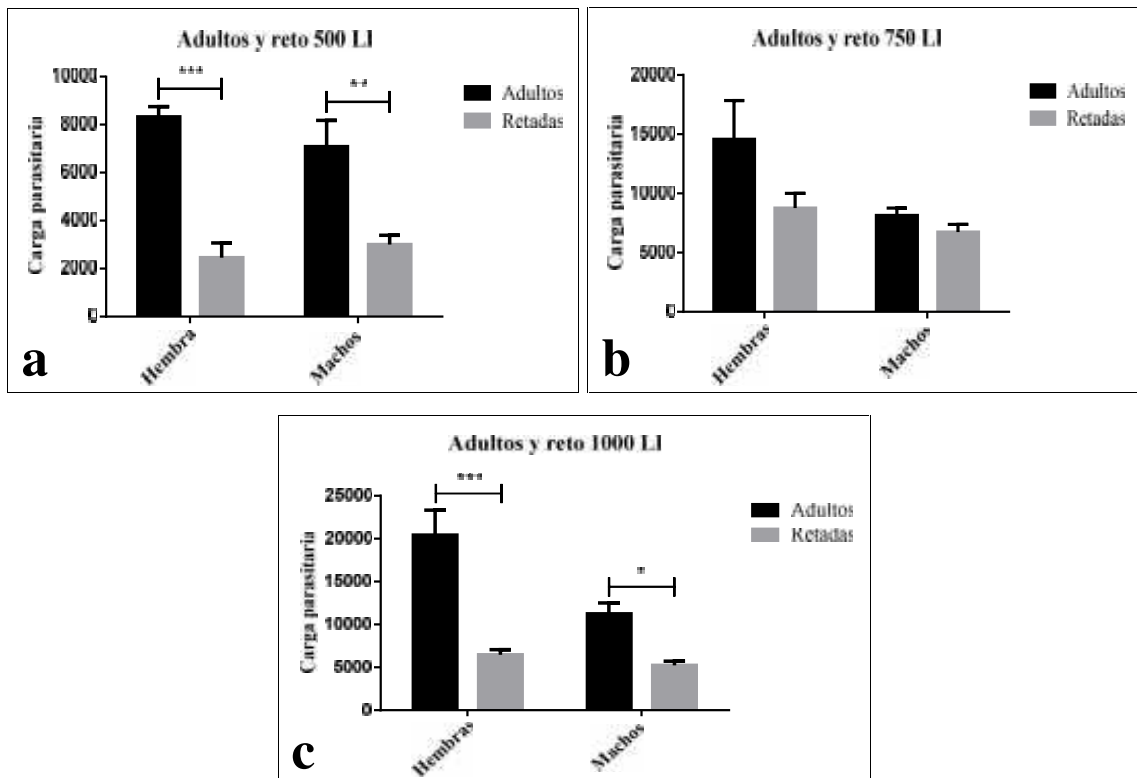 Adultos y reto 500 LI
Carga parasitaria
10000
8000
6000
4000
2000
0
***
**
Adultos
Retadas
Hembra
Machos
a
Adultos y reto 750 LI
Carga parasitaria
20000
15000
10000
5000
0
Adultos
Retadas
Hembras
Machos
b
Adultos y reto 1000 LI
Carga parasitaria
25000
20000
15000
10000
5000
0
***
*
Adultos
Retadas
Hembras
Machos
c